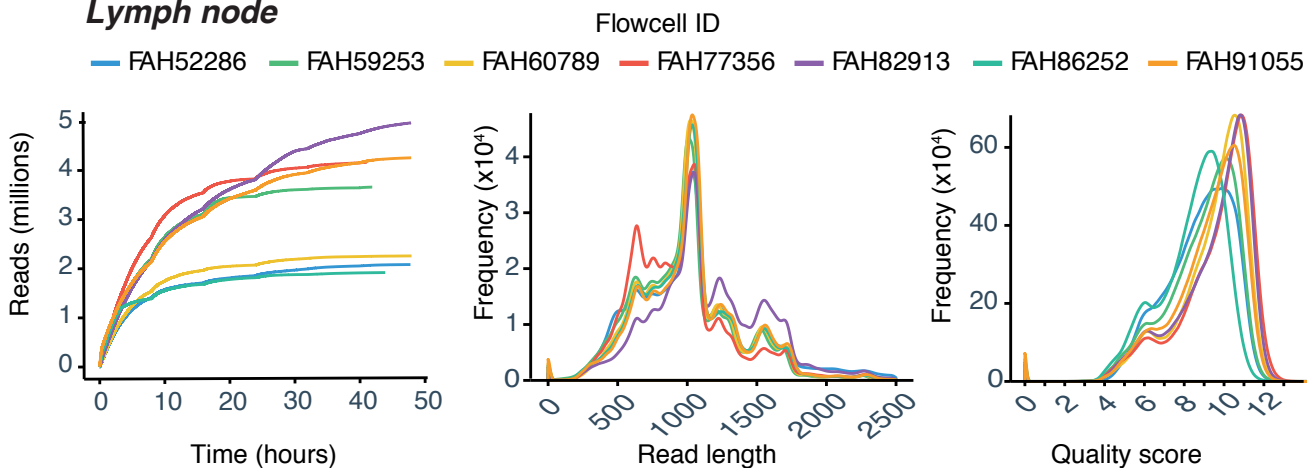 Lymph node
Flowcell ID
FAH52286 FAH59253 FAH60789 FAH77356 FAH82913 FAH86252 FAH91055
Reads (millions)
5
4
3
2
1
0
0 10 20 30 40 50
Time (hours)
Frequency (x10⁴)
4
3
2
1
0
0 500 1000 1500 2000 2500
Read length
Frequency (x10⁴)
60
40
20
0
0 2 4 6 8 10 12
Quality score